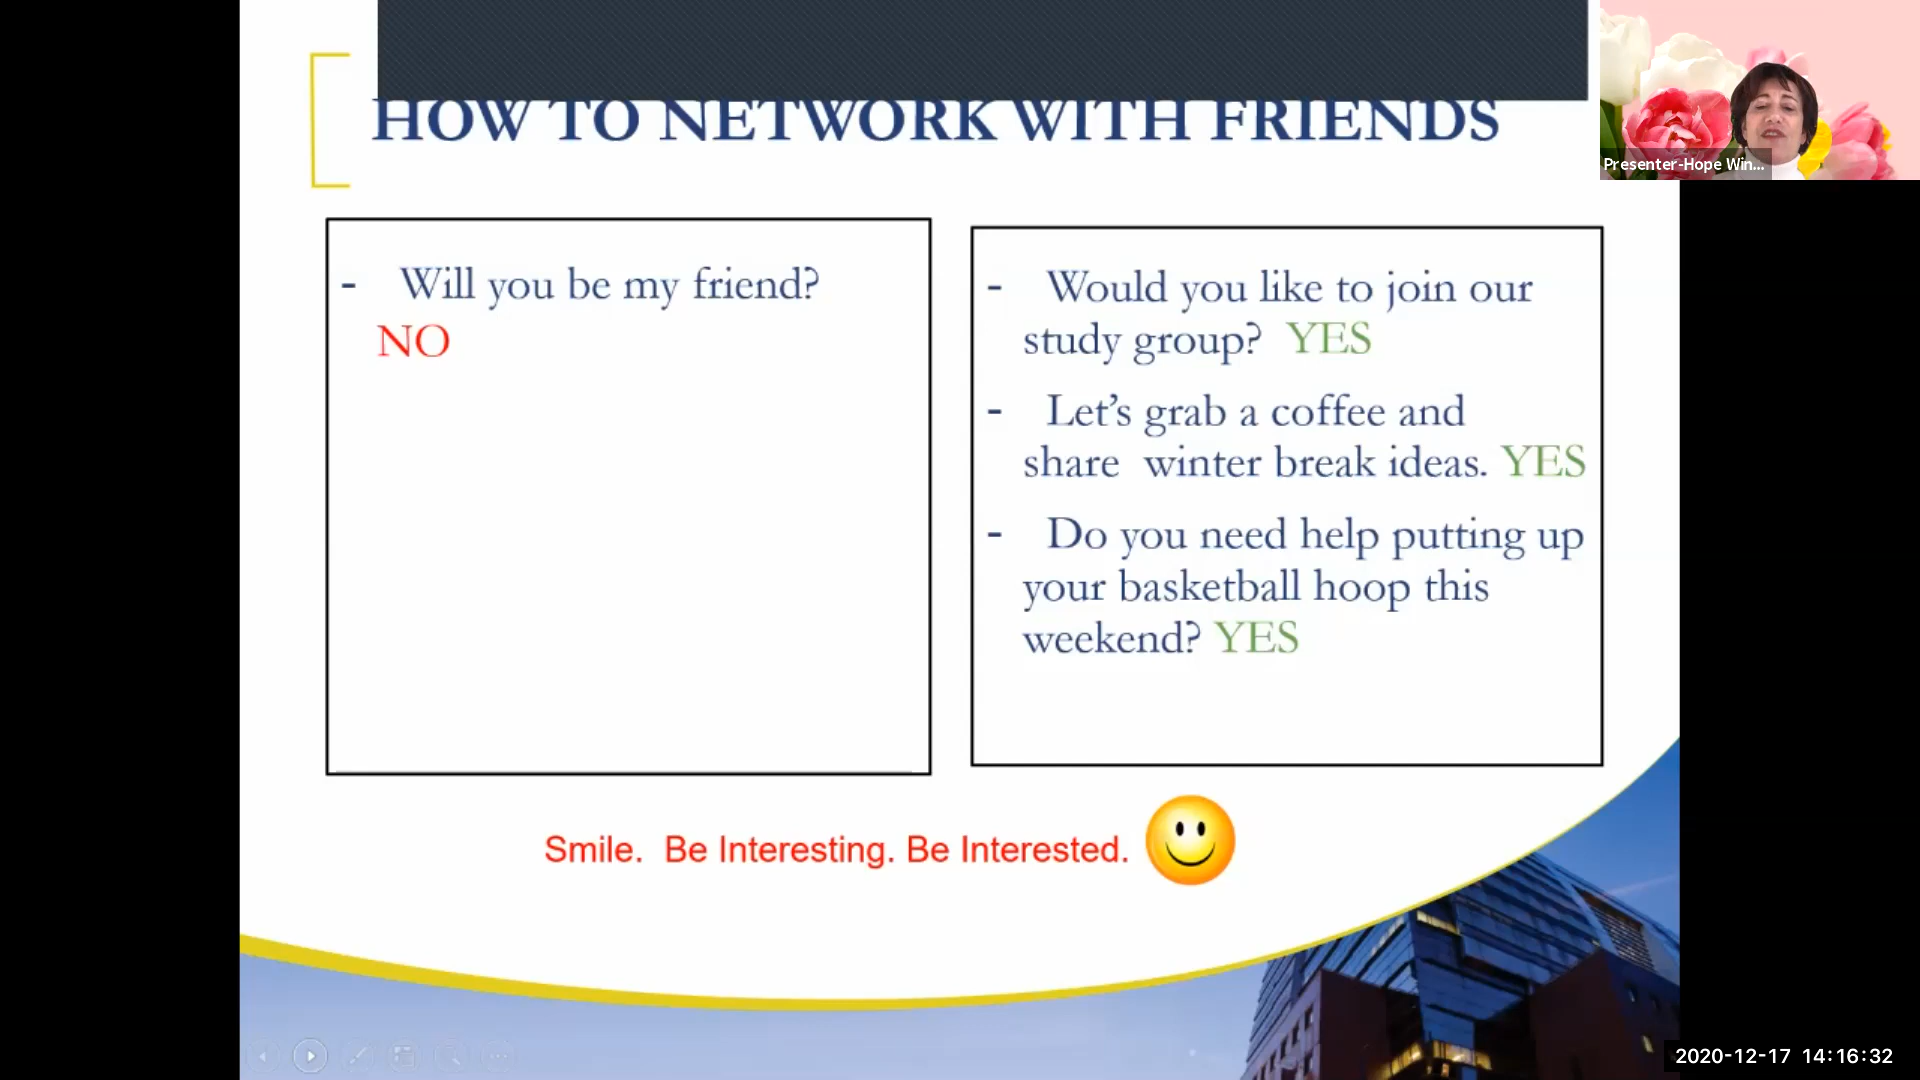 HOW TO NETWORK WITH FRIENDS
Presenter-Hope Win...
- Will you be my friend?
NO
- Would you like to join our
study group? YES
- Let's grab a coffee and
share winter break ideas. YES
- Do you need help putting up
your basketball hoop this
weekend? YES
Smile. Be Interesting. Be Interested.
2020-12-17 14:16:32